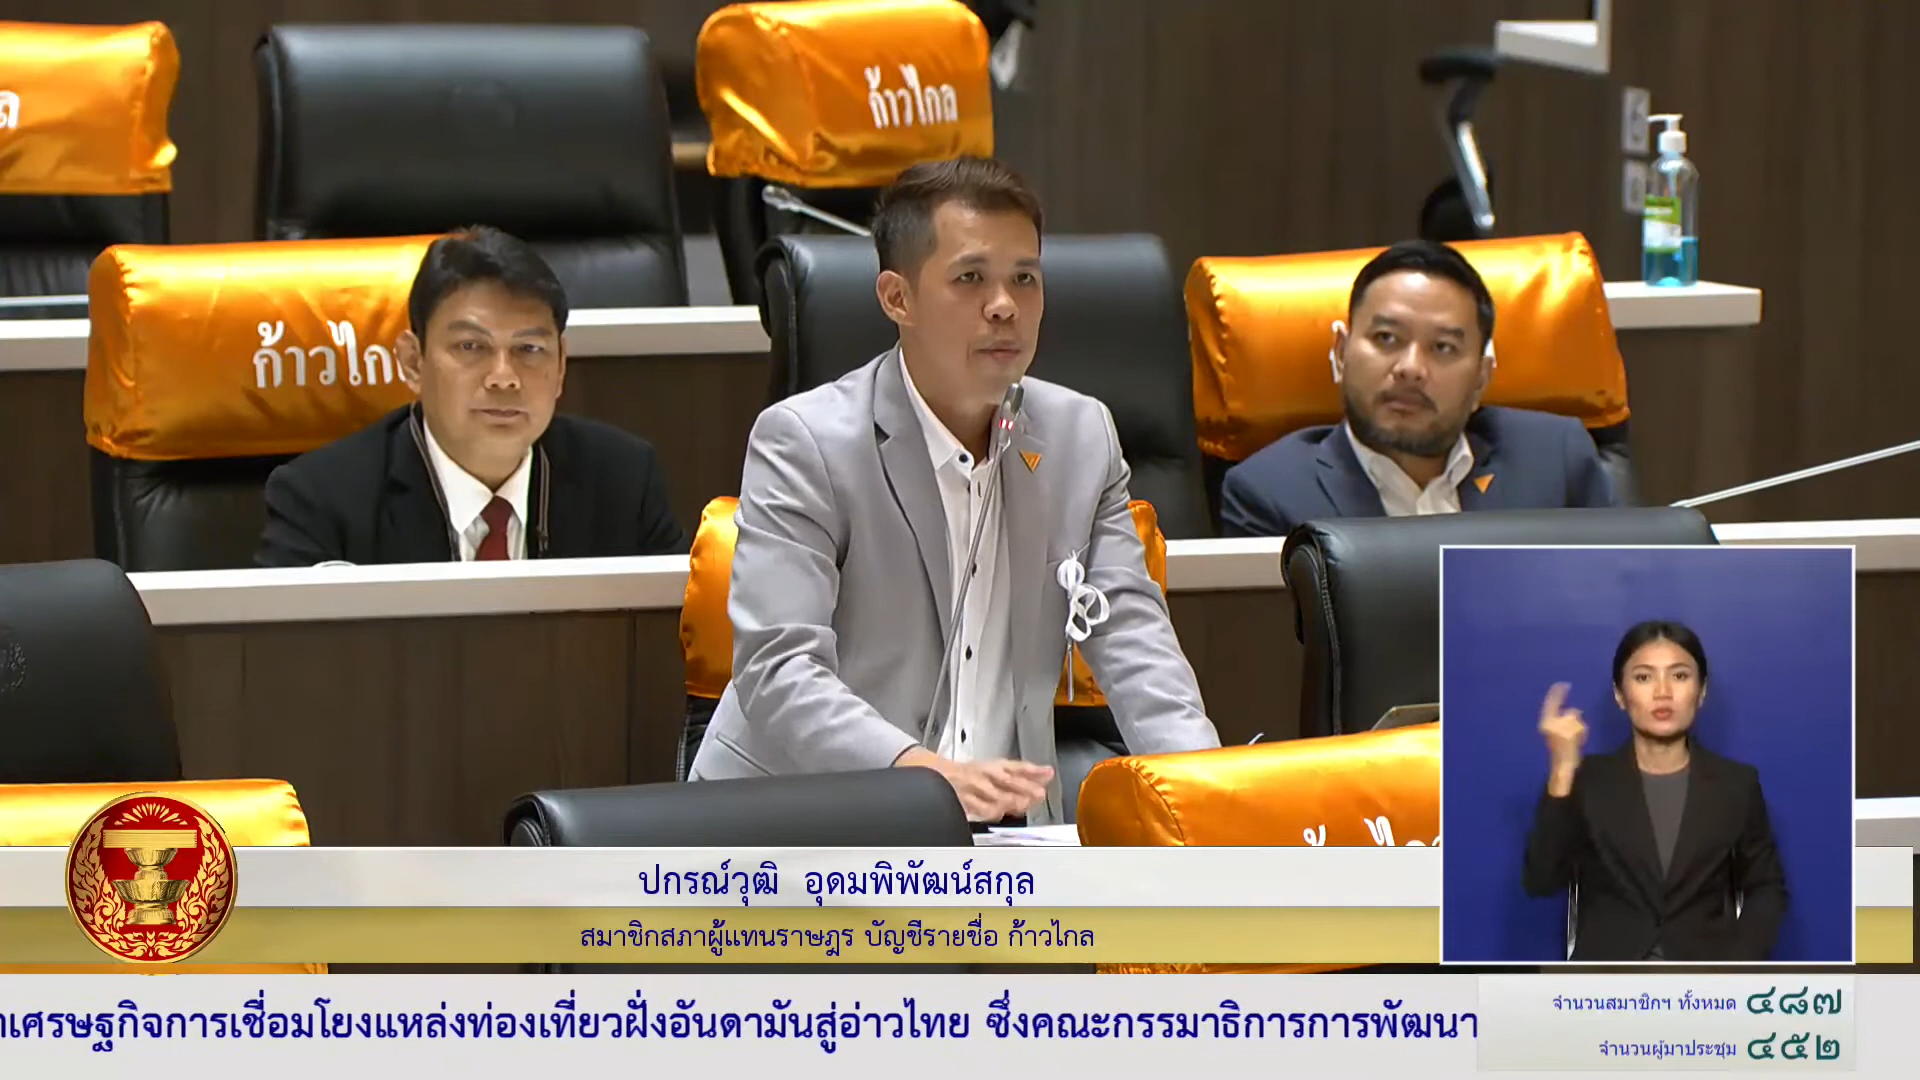 ล
ก้าวไกล
ก้าวไกล
ปกรณ์วุฒิ อุดมพิพัฒน์สกุล
สมาชิกสภาผู้แทนราษฎร บัญชีรายชื่อ ก้าวไกล
าเศรษฐกิจการเชื่อมโยงแหล่งท่องเที่ยวฝั่งอันดามันสู่อ่าวไทย ซึ่งคณะกรรมาธิการการพัฒนา
จำนวนสมาชิกฯ ทั้งหมด ๔๘๗
จำนวนผู้มาประชุม ๔๕๒